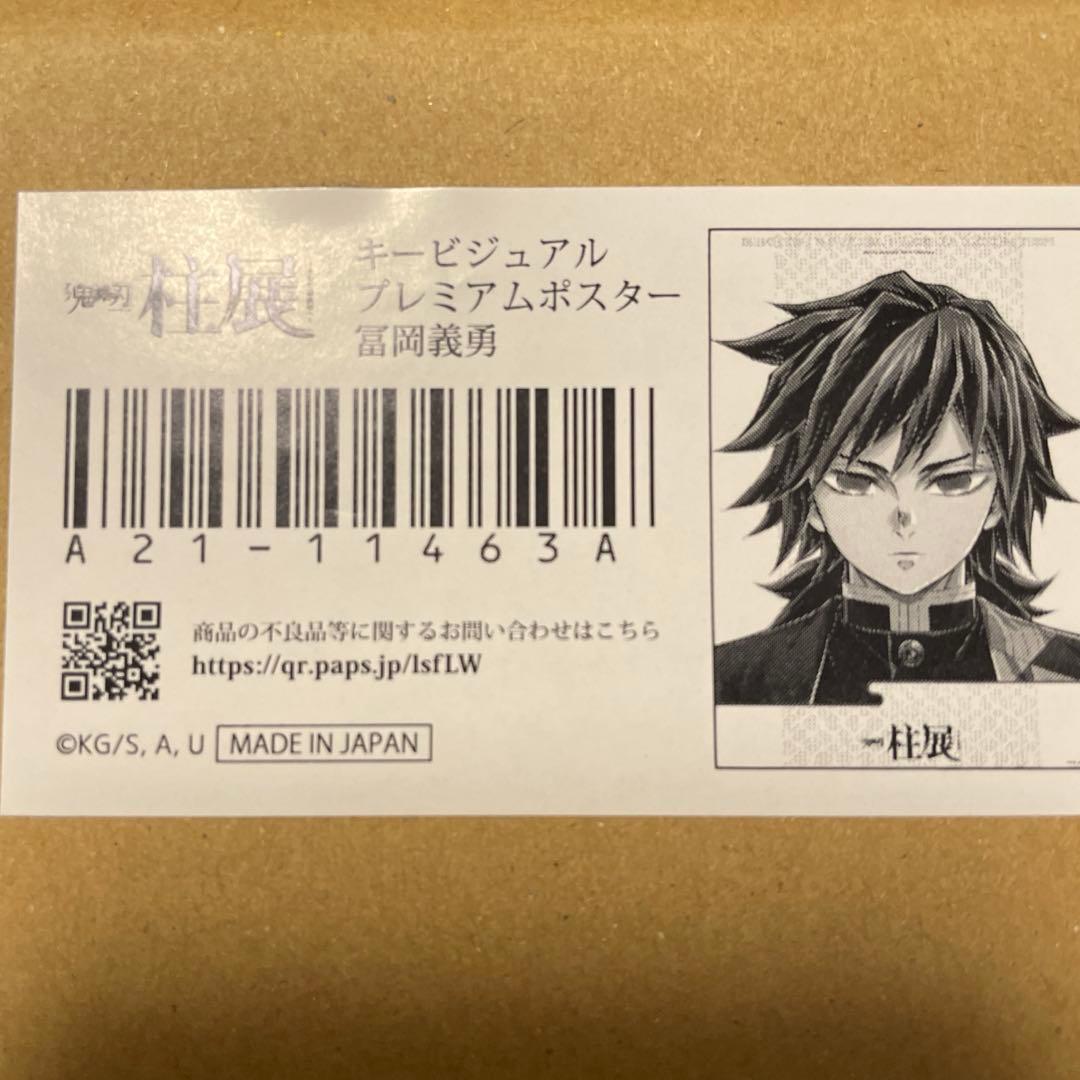 鬼滅の刃
柱展
キービジュアル
プレミアムポスター
冨岡義勇
A21-11463A
商品の不良品等に関するお問い合わせはこちら
https://qr.paps.jp/lsfLW
©KG/S, A, U MADE IN JAPAN
柱展